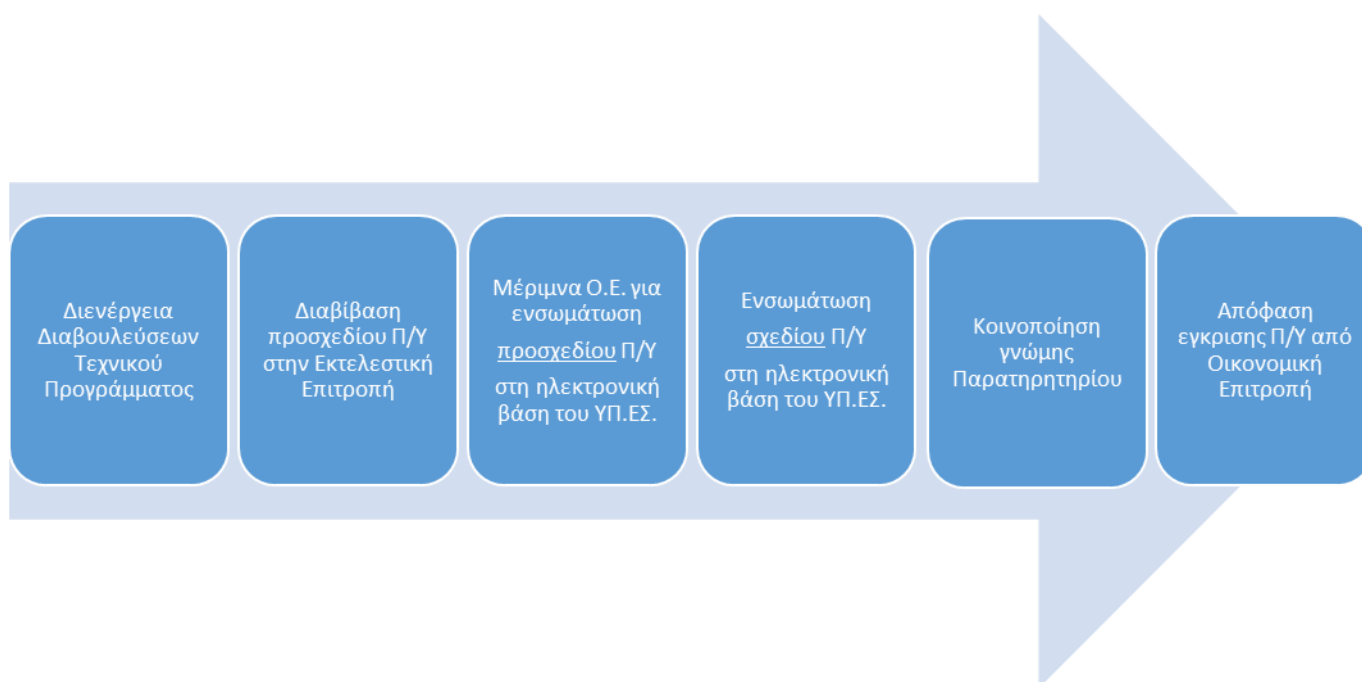 Διενέργεια
Διαβουλεύσεων
Τεχνικού
Προγράμματος
Διαβίβαση
προσχεδίου Π/Υ
στην Εκτελεστική
Επιτροπή
Μέριμνα Ο.Ε. για
ενσωμάτωση
προσχεδίου Π/Υ
στη ηλεκτρονική
βάση του ΥΠ.ΕΣ.
Ενσωμάτωση
σχεδίου Π/Υ
στη ηλεκτρονική
βάση του ΥΠ.ΕΣ.
Κοινοποίηση
γνώμης
Παρατηρητηρίου
Απόφαση
εγκρισης Π/Υ από
Οικονομική
Επιτροπή